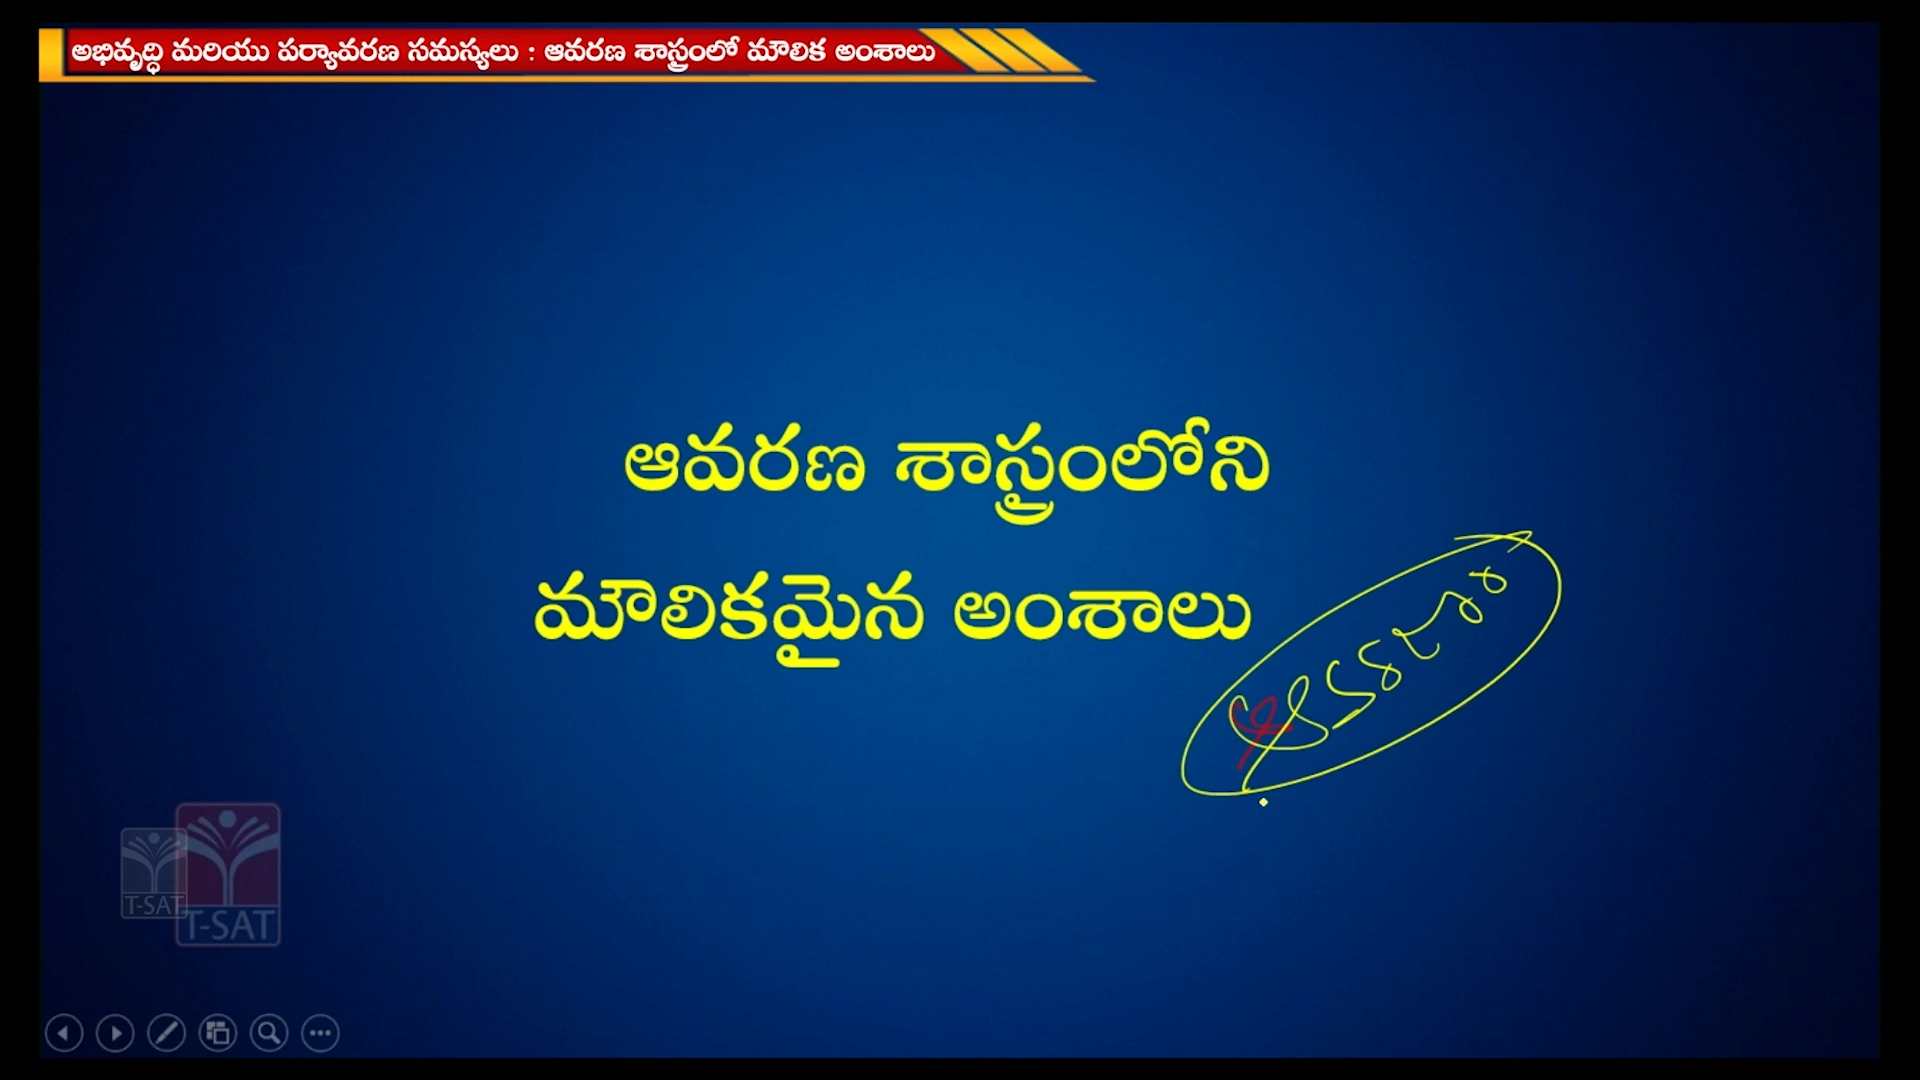 అభివృద్ధి మరియు పర్యావరణ సమస్యలు : ఆవరణ శాస్త్రంలో మౌలిక అంశాలు
ఆవరణ శాస్త్రంలోని
మౌలికమైన అంశాలు
T-SAT
T-SAT